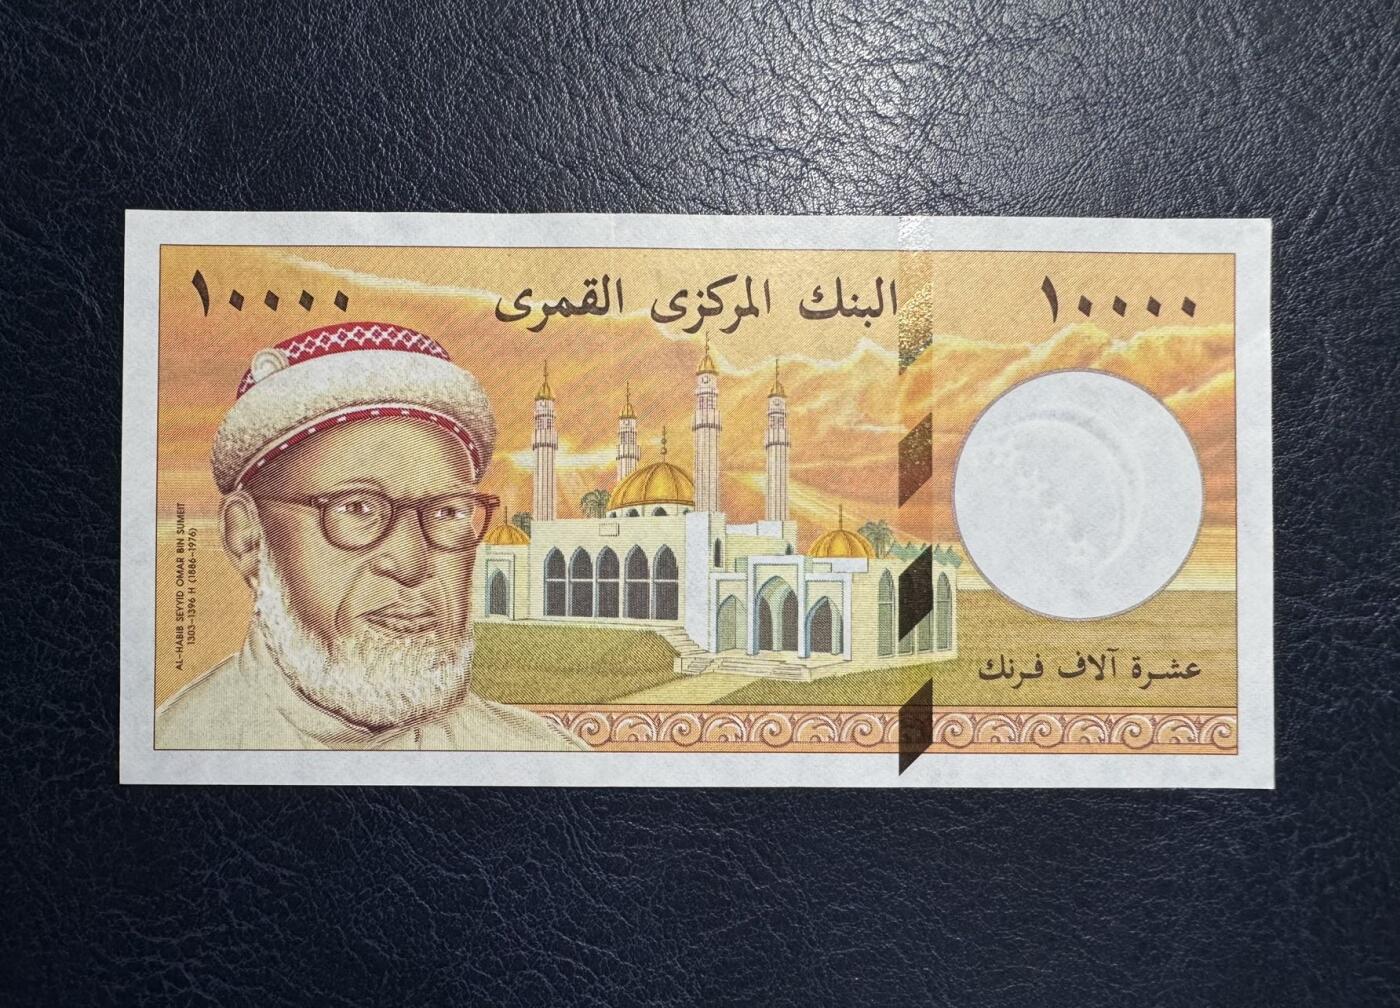 ١٠٠٠٠
البنك المركزى القمرى
١٠٠٠٠
AL-HABIB SEYYID OMAR BIN SUMEIT
1303-1396 H (1886-1976)
عشرة آلاف فرنك